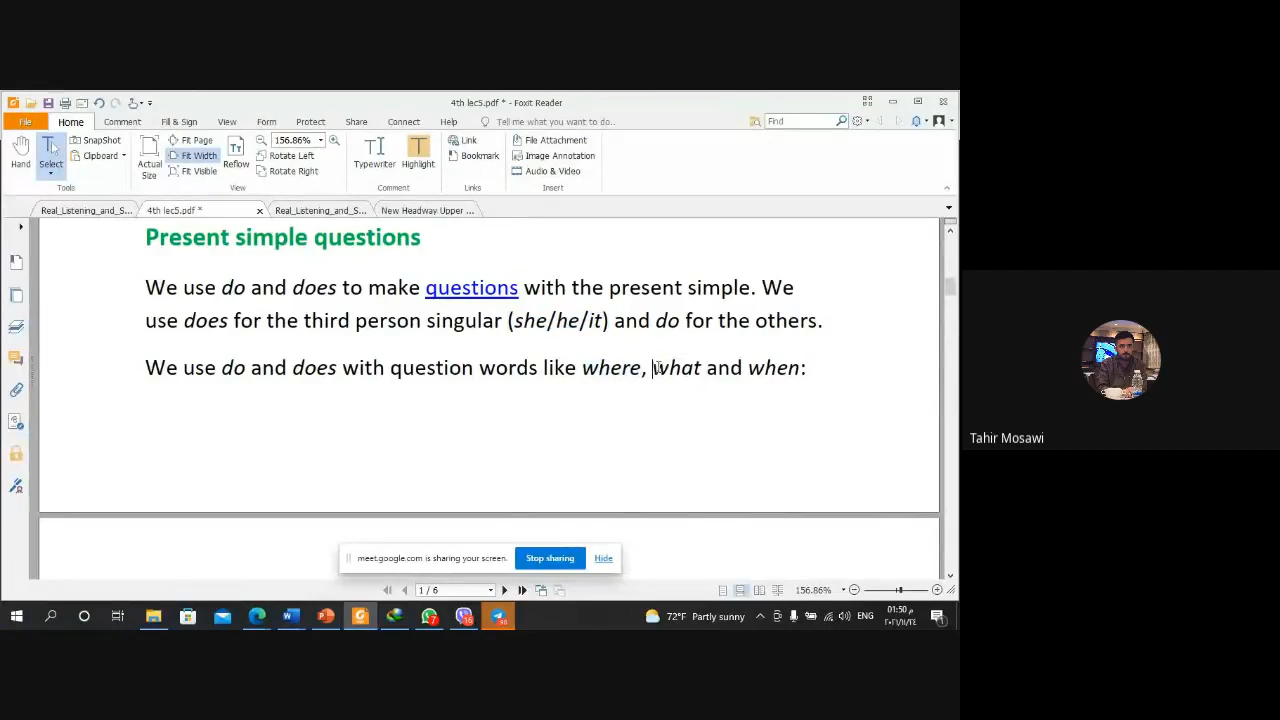 4th lec5.pdf * - Foxit Reader
File Home Comment Fill & Sign View Form Protect Share Connect Help Tell me what you want to do.. Find
Hand
Select
SnapShot
Clipboard
Tools
Actual Size
Fit Page
Fit Width
Fit Visible
Reflow
156.86%
Rotate Left
Rotate Right
View
Typewriter
Highlight
Comment
Link
Bookmark
Links
File Attachment
Image Annotation
Audio & Video
Insert
Real_Listening_and_S... 4th lec5.pdf * Real_Listening_and_S... New Headway Upper ...
Present simple questions
We use do and does to make questions with the present simple. We
use does for the third person singular (she/he/it) and do for the others.
We use do and does with question words like where, what and when:
Tahir Mosawi
meet.google.com is sharing your screen. Stop sharing Hide
1 / 6 156.86%
72°F Partly sunny ENG 01:50 م
٢٠٢١/١١/٢٤